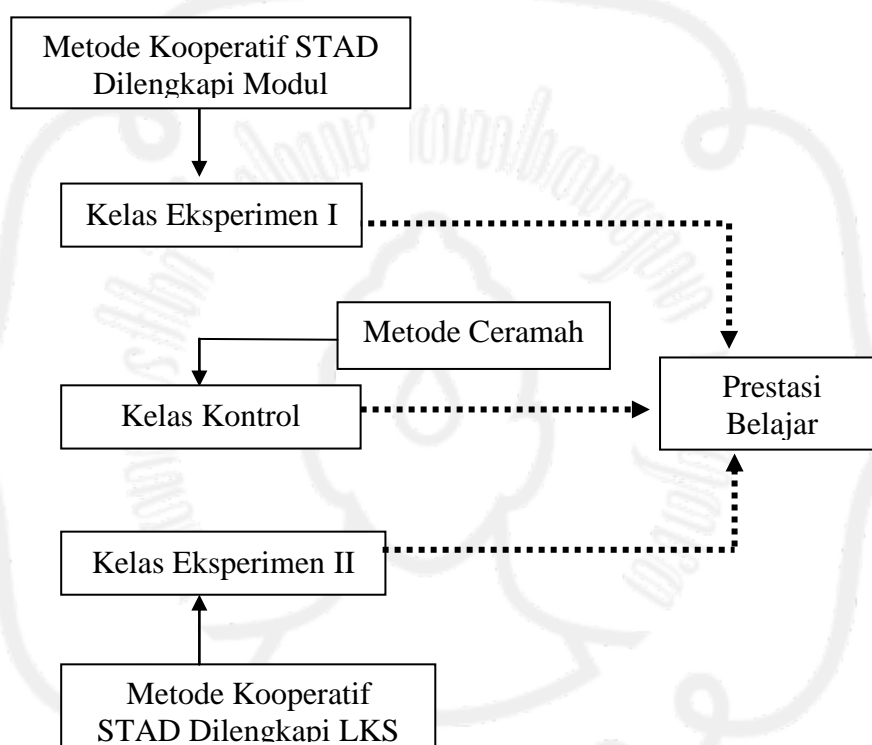 Metode Kooperatif STAD
Dilengkapi Modul
Kelas Eksperimen I
Metode Ceramah
Kelas Kontrol
Prestasi
Belajar
Kelas Eksperimen II
Metode Kooperatif
STAD Dilengkapi LKS